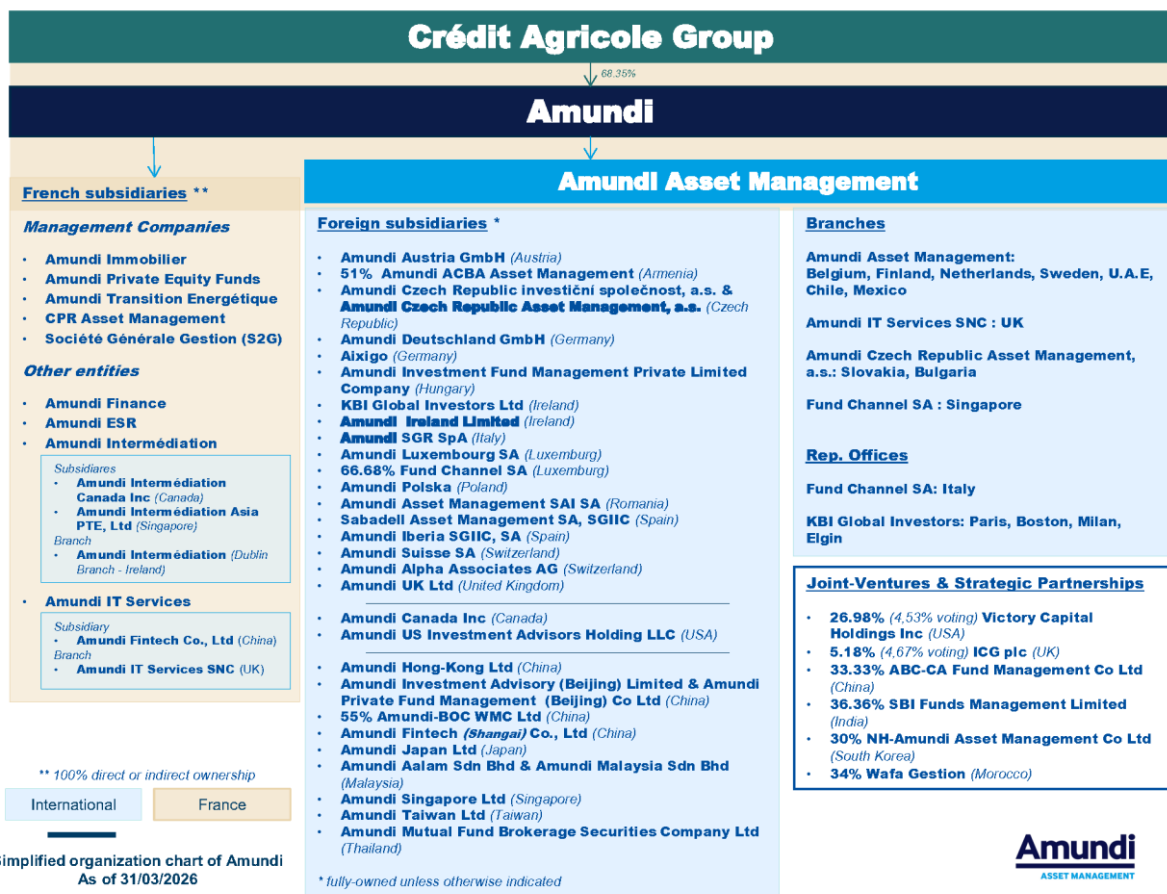 Crédit Agricole Group
68.35%
Amundi
Amundi Asset Management
French subsidiaries **
Management Companies
• Amundi Immobilier
• Amundi Private Equity Funds
• Amundi Transition Energétique
• CPR Asset Management
• Société Générale Gestion (S2G)
Other entities
• Amundi Finance
• Amundi ESR
• Amundi Intermédiation
Subsidiares
• Amundi Intermédiation
Canada Inc (Canada)
• Amundi Intermédiation Asia
PTE, Ltd (Singapore)
Branch
• Amundi Intermédiation (Dublin
Branch - Ireland)
• Amundi IT Services
Subsidiary
• Amundi Fintech Co., Ltd (China)
Branch
• Amundi IT Services SNC (UK)
** 100% direct or indirect ownership
International
France
Simplified organization chart of Amundi
As of 31/03/2026
Foreign subsidiaries *
• Amundi Austria GmbH (Austria)
• 51% Amundi ACBA Asset Management (Armenia)
• Amundi Czech Republic investiční společnost, a.s. &
Amundi Czech Republic Asset Management, a.s. (Czech
Republic)
• Amundi Deutschland GmbH (Germany)
• Aixigo (Germany)
• Amundi Investment Fund Management Private Limited
Company (Hungary)
• KBI Global Investors Ltd (Ireland)
• Amundi Ireland Limited (Ireland)
• Amundi SGR SpA (Italy)
• Amundi Luxembourg SA (Luxemburg)
• 66.68% Fund Channel SA (Luxemburg)
• Amundi Polska (Poland)
• Amundi Asset Management SAI SA (Romania)
• Sabadell Asset Management SA, SGIIC (Spain)
• Amundi Iberia SGIIC, SA (Spain)
• Amundi Suisse SA (Switzerland)
• Amundi Alpha Associates AG (Switzerland)
• Amundi UK Ltd (United Kingdom)
• Amundi Canada Inc (Canada)
• Amundi US Investment Advisors Holding LLC (USA)
• Amundi Hong-Kong Ltd (China)
• Amundi Investment Advisory (Beijing) Limited & Amundi
Private Fund Management (Beijing) Co Ltd (China)
• 55% Amundi-BOC WMC Ltd (China)
• Amundi Fintech (Shangai) Co., Ltd (China)
• Amundi Japan Ltd (Japan)
• Amundi Aalam Sdn Bhd & Amundi Malaysia Sdn Bhd
(Malaysia)
• Amundi Singapore Ltd (Singapore)
• Amundi Taiwan Ltd (Taiwan)
• Amundi Mutual Fund Brokerage Securities Company Ltd
(Thailand)
* fully-owned unless otherwise indicated
Branches
Amundi Asset Management:
Belgium, Finland, Netherlands, Sweden, U.A.E,
Chile, Mexico
Amundi IT Services SNC : UK
Amundi Czech Republic Asset Management,
a.s.: Slovakia, Bulgaria
Fund Channel SA : Singapore
Rep. Offices
Fund Channel SA: Italy
KBI Global Investors: Paris, Boston, Milan,
Elgin
Joint-Ventures & Strategic Partnerships
• 26.98% (4,53% voting) Victory Capital
Holdings Inc (USA)
• 5.18% (4,67% voting) ICG plc (UK)
• 33.33% ABC-CA Fund Management Co Ltd
(China)
• 36.36% SBI Funds Management Limited
(India)
• 30% NH-Amundi Asset Management Co Ltd
(South Korea)
• 34% Wafa Gestion (Morocco)
Amundi
ASSET MANAGEMENT